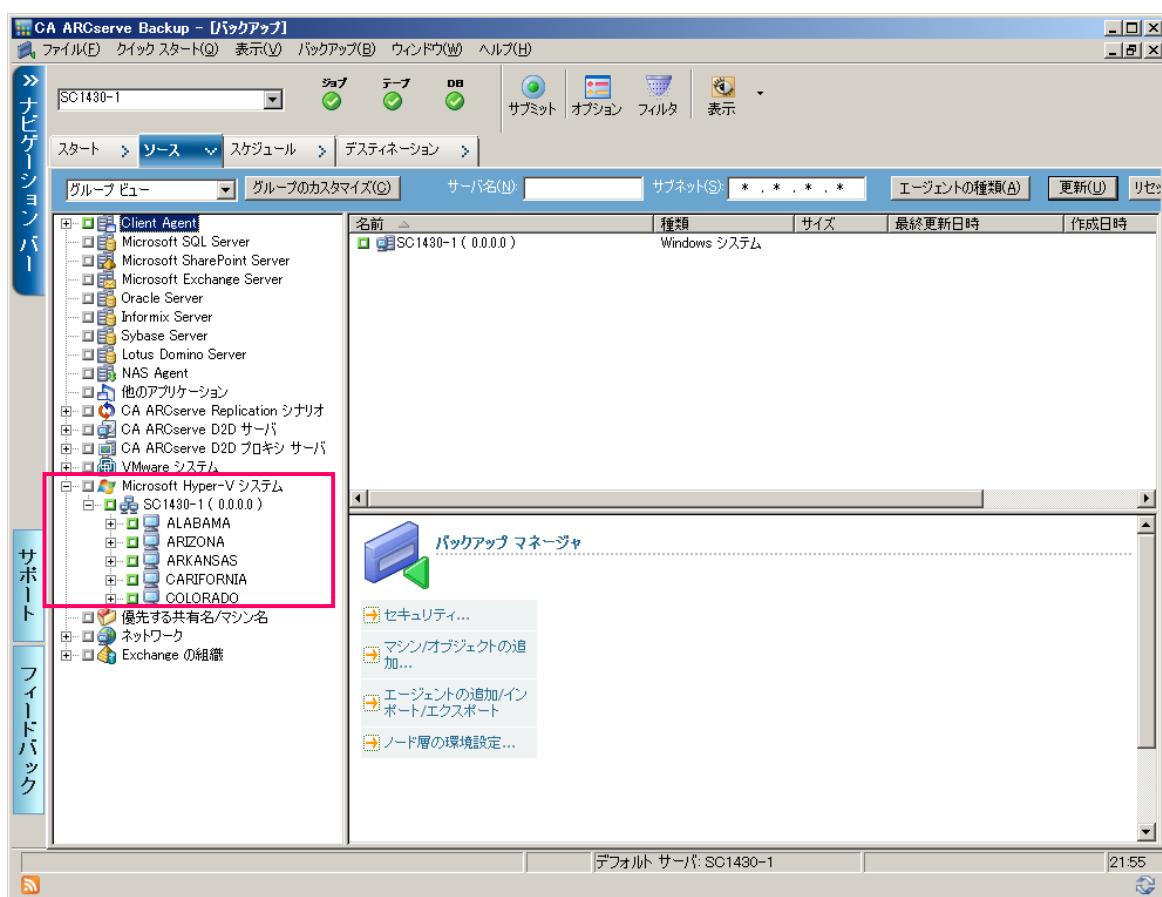 CA ARCserve Backup - [バックアップ]
ファイル(F) クイック スタート(Q) 表示(V) バックアップ(B) ウィンドウ(W) ヘルプ(H)
ナビゲーション バー
SC1430-1
ジョブ テープ DB
サブミット オプション フィルタ 表示
スタート ソース スケジュール デスティネーション
グループ ビュー グループのカスタマイズ(C) サーバ名(N): サブネット(S): * . * . * . * エージェントの種類(A) 更新(U) リセ
Client Agent
Microsoft SQL Server
Microsoft SharePoint Server
Microsoft Exchange Server
Oracle Server
Informix Server
Sybase Server
Lotus Domino Server
NAS Agent
他のアプリケーション
CA ARCserve Replication シナリオ
CA ARCserve D2D サーバ
CA ARCserve D2D プロキシ サーバ
VMware システム
Microsoft Hyper-V システム
SC1430-1 ( 0.0.0.0 )
ALABAMA
ARIZONA
ARKANSAS
CARIFORNIA
COLORADO
優先する共有名/マシン名
ネットワーク
Exchange の組織
名前 種類 サイズ 最終更新日時 作成日時
SC1430-1 ( 0.0.0.0 ) Windows システム
バックアップ マネージャ
セキュリティ...
マシン/オブジェクトの追
加...
エージェントの追加/イン
ポート/エクスポート
ノード層の環境設定...
サポート
フィードバック
デフォルト サーバ: SC1430-1
21:55